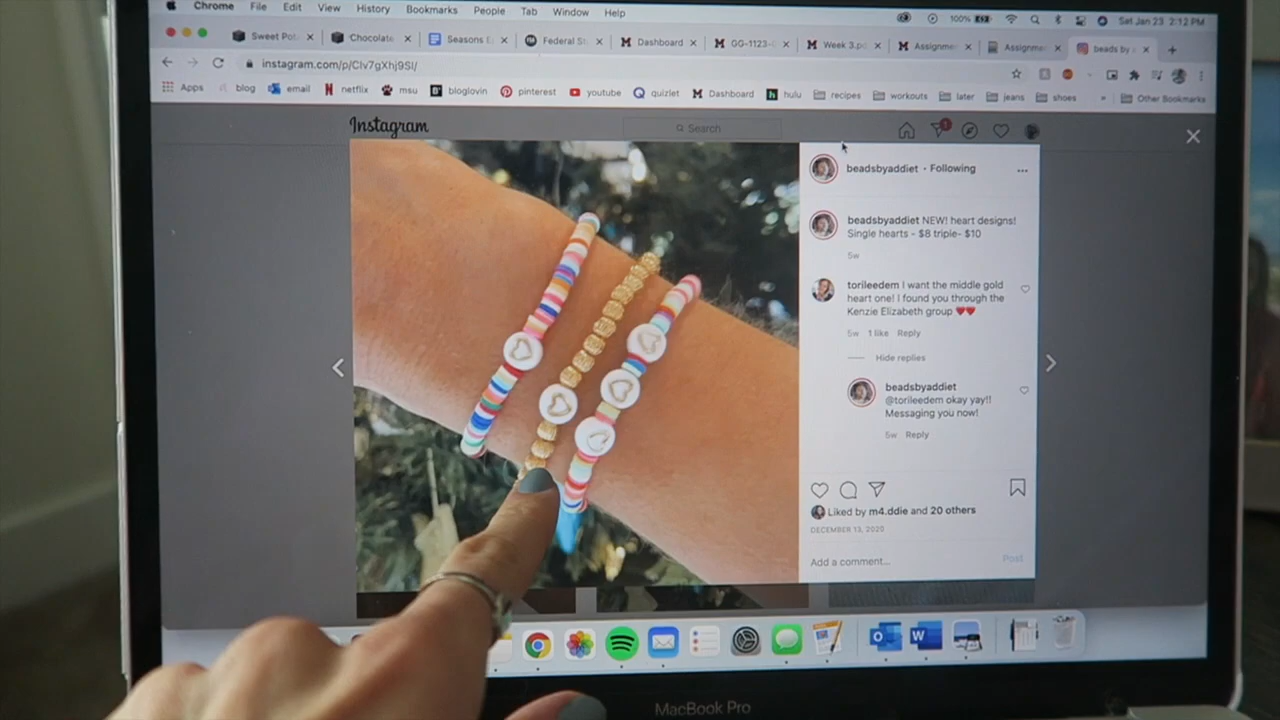 Chrome File Edit View History Bookmarks People Tab Window Help 100% Sat Jan 23 2:12 PM
Sweet Pot Chocolate Seasons E Federal St Dashboard GG-1123- Week 3.pd Assignme Assignme beads by
instagram.com/p/CIv7gXhj9SI/
Apps blog email netflix msu bloglovin pinterest youtube quizlet Dashboard hulu recipes workouts later jeans shoes » Other Bookmarks
Instagram
Search
1
beadsbyaddiet • Following
beadsbyaddiet NEW! heart designs!
Single hearts - $8 triple- $10
5w
torileedem I want the middle gold
heart one! I found you through the
Kenzie Elizabeth group ❤️❤️
5w 1 like Reply
Hide replies
beadsbyaddiet
@torileedem okay yay!!
Messaging you now!
5w Reply
Liked by m4.ddie and 20 others
DECEMBER 13, 2020
Add a comment... Post
MacBook Pro